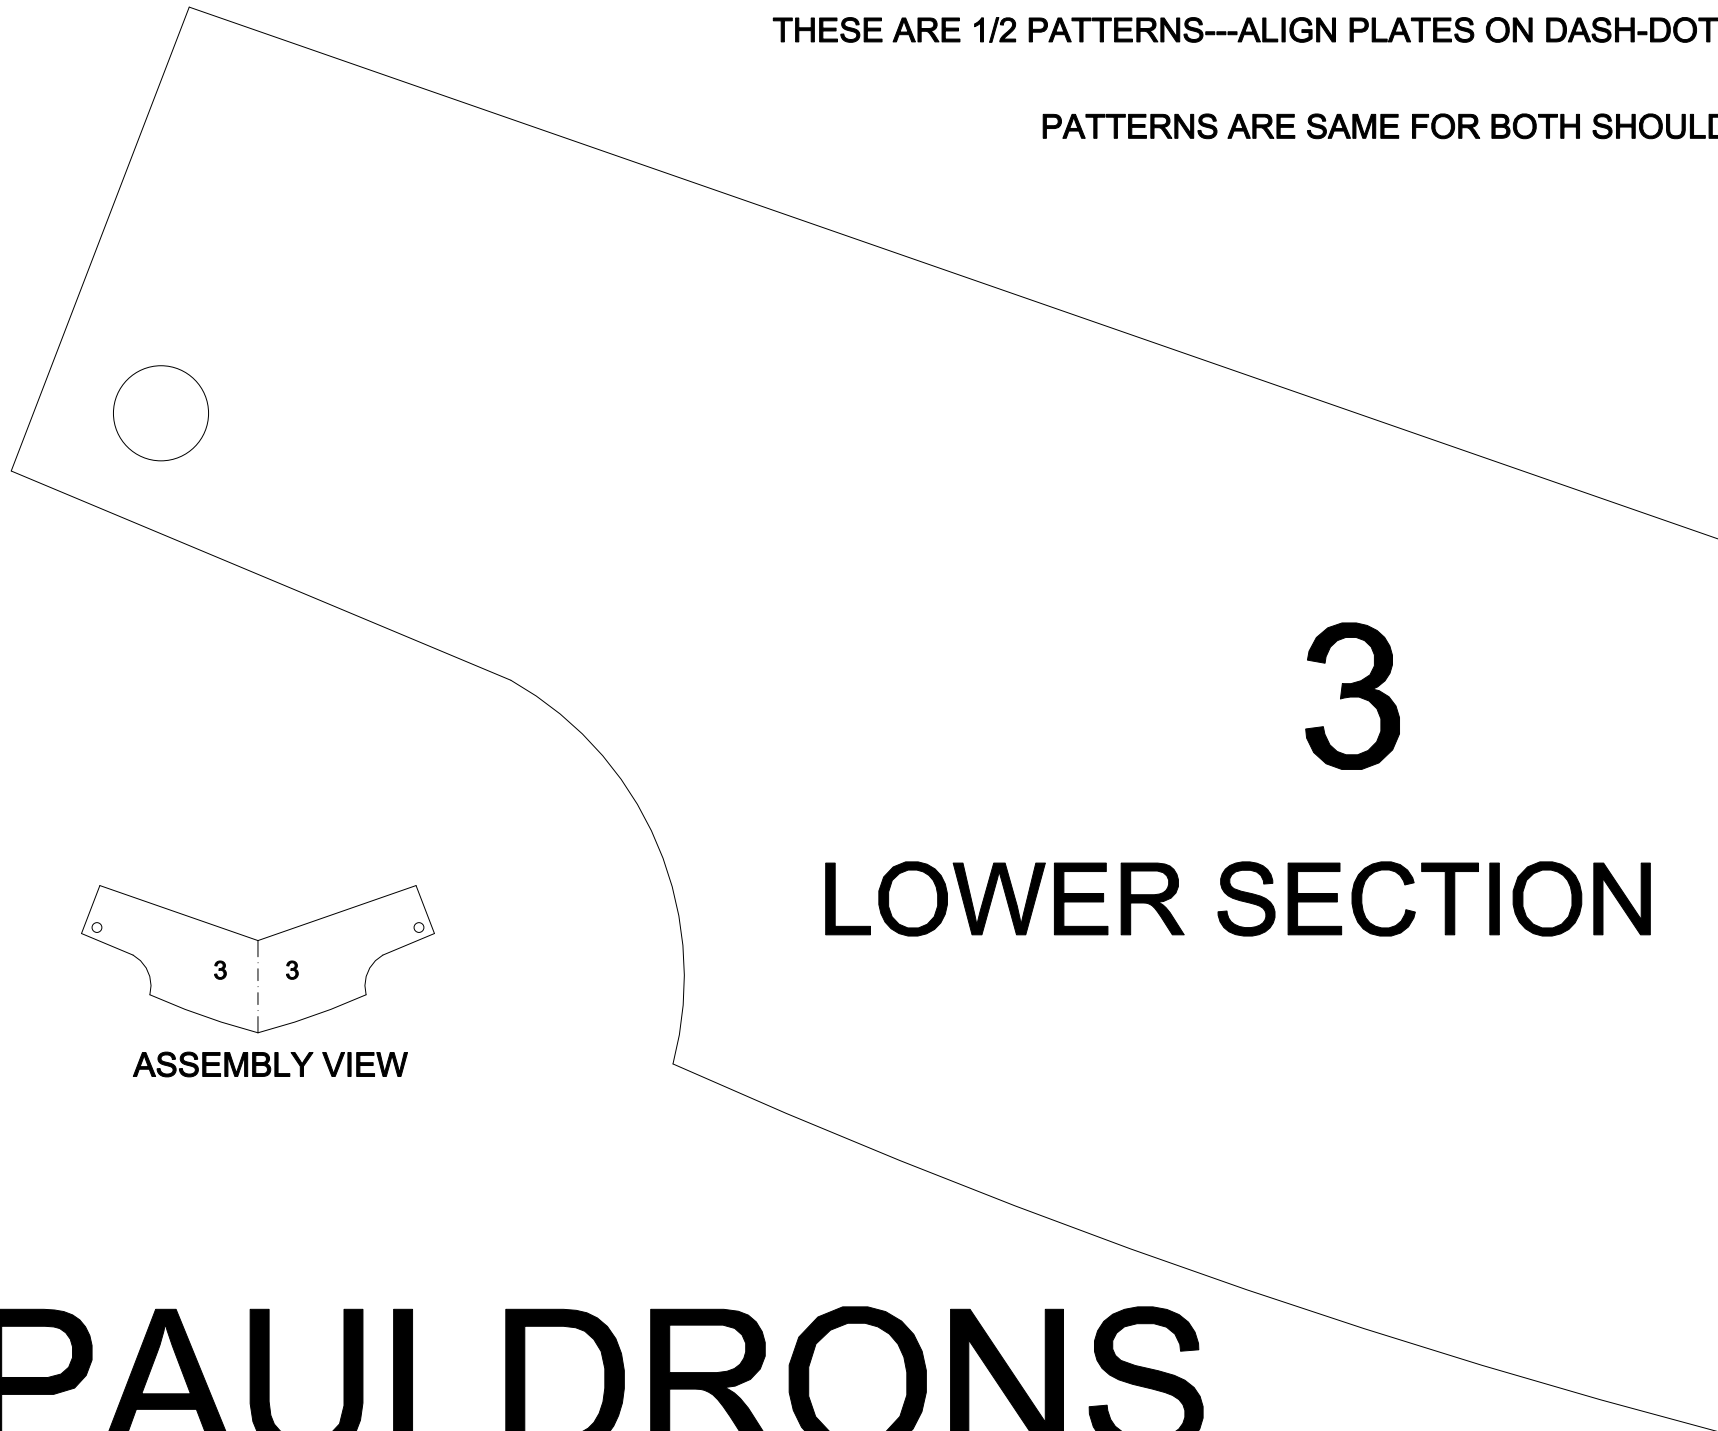 THESE ARE 1/2 PATTERNS---ALIGN PLATES ON DASH-DOT
PATTERNS ARE SAME FOR BOTH SHOULD
3
LOWER SECTION
3 3
ASSEMBLY VIEW
PAULDRONS